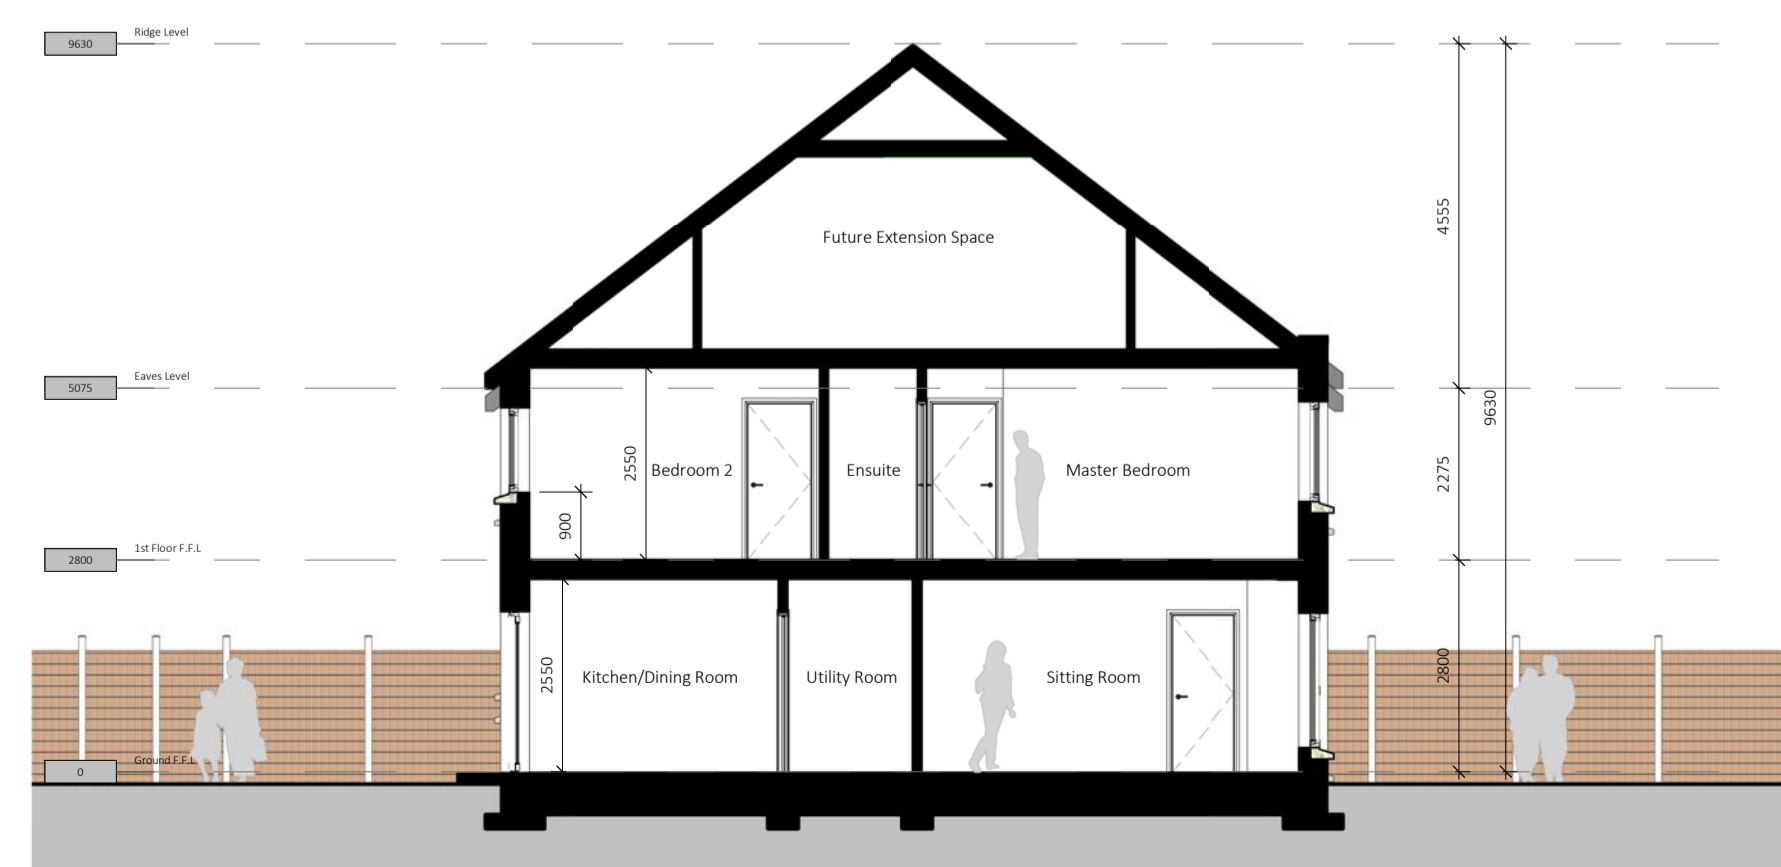 Ridge Level
9630
4555
Future Extension Space
Eaves Level
5075
9630
2550
Bedroom 2
Ensuite
Master Bedroom
2275
900
1st Floor F.F.L
2800
2550
Kitchen/Dining Room
Utility Room
Sitting Room
2800
Ground F.F.L
0